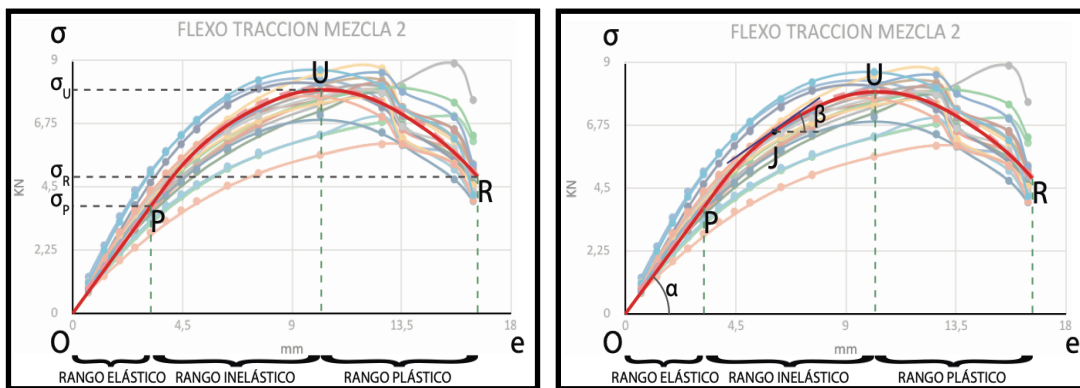 FLEXO TRACCION MEZCLA 2
σ
9
U
σU
6,75
σR
4,5
KN
R
σP
P
2,25
0
0
4,5
9
13,5
18
O
mm
e
RANGO ELÁSTICO
RANGO INELÁSTICO
RANGO PLÁSTICO
FLEXO TRACCION MEZCLA 2
σ
9
U
6,75
β
J
4,5
KN
R
P
2,25
α
0
0
4,5
9
13,5
18
O
mm
e
RANGO ELÁSTICO
RANGO INELÁSTICO
RANGO PLÁSTICO